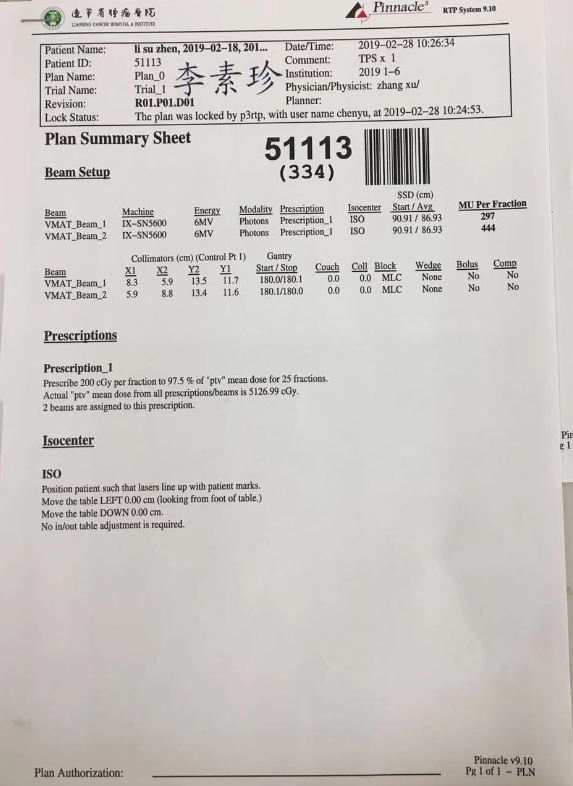 辽宁省肿瘤医院
LIAONING CANCER HOSPITAL & INSTITUTE
Pinnacle³ RTP System 9.10
Patient Name: li su zhen, 2019-02-18, 201... Date/Time: 2019-02-28 10:26:34
Patient ID: 51113 Comment: TPS x 1
Plan Name: Plan_0 Institution: 2019 1-6
Trial Name: Trial_1 Physician/Physicist: zhang xu/
李素珍
Revision: R01.P01.D01 Planner:
Lock Status: The plan was locked by p3rtp, with user name chenyu, at 2019-02-28 10:24:53.
Plan Summary Sheet
51113
(334)
Beam Setup
SSD (cm)
Beam Machine Energy Modality Prescription Isocenter Start / Avg MU Per Fraction
VMAT_Beam_1 IX-SN5600 6MV Photons Prescription_1 ISO 90.91 / 86.93 297
VMAT_Beam_2 IX-SN5600 6MV Photons Prescription_1 ISO 90.91 / 86.93 444
Collimators (cm) (Control Pt 1) Gantry
Beam X1 X2 Y2 Y1 Start / Stop Couch Coll Block Wedge Bolus Comp
VMAT_Beam_1 8.3 5.9 13.5 11.7 180.0/180.1 0.0 0.0 MLC None No No
VMAT_Beam_2 5.9 8.8 13.4 11.6 180.1/180.0 0.0 0.0 MLC None No No
Prescriptions
Prescription_1
Prescribe 200 cGy per fraction to 97.5 % of "ptv" mean dose for 25 fractions.
Actual "ptv" mean dose from all prescriptions/beams is 5126.99 cGy.
2 beams are assigned to this prescription.
Isocenter
ISO
Position patient such that lasers line up with patient marks.
Move the table LEFT 0.00 cm (looking from foot of table.)
Move the table DOWN 0.00 cm.
No in/out table adjustment is required.
Plan Authorization:
Pinnacle v9.10
Pg 1 of 1 - PLN